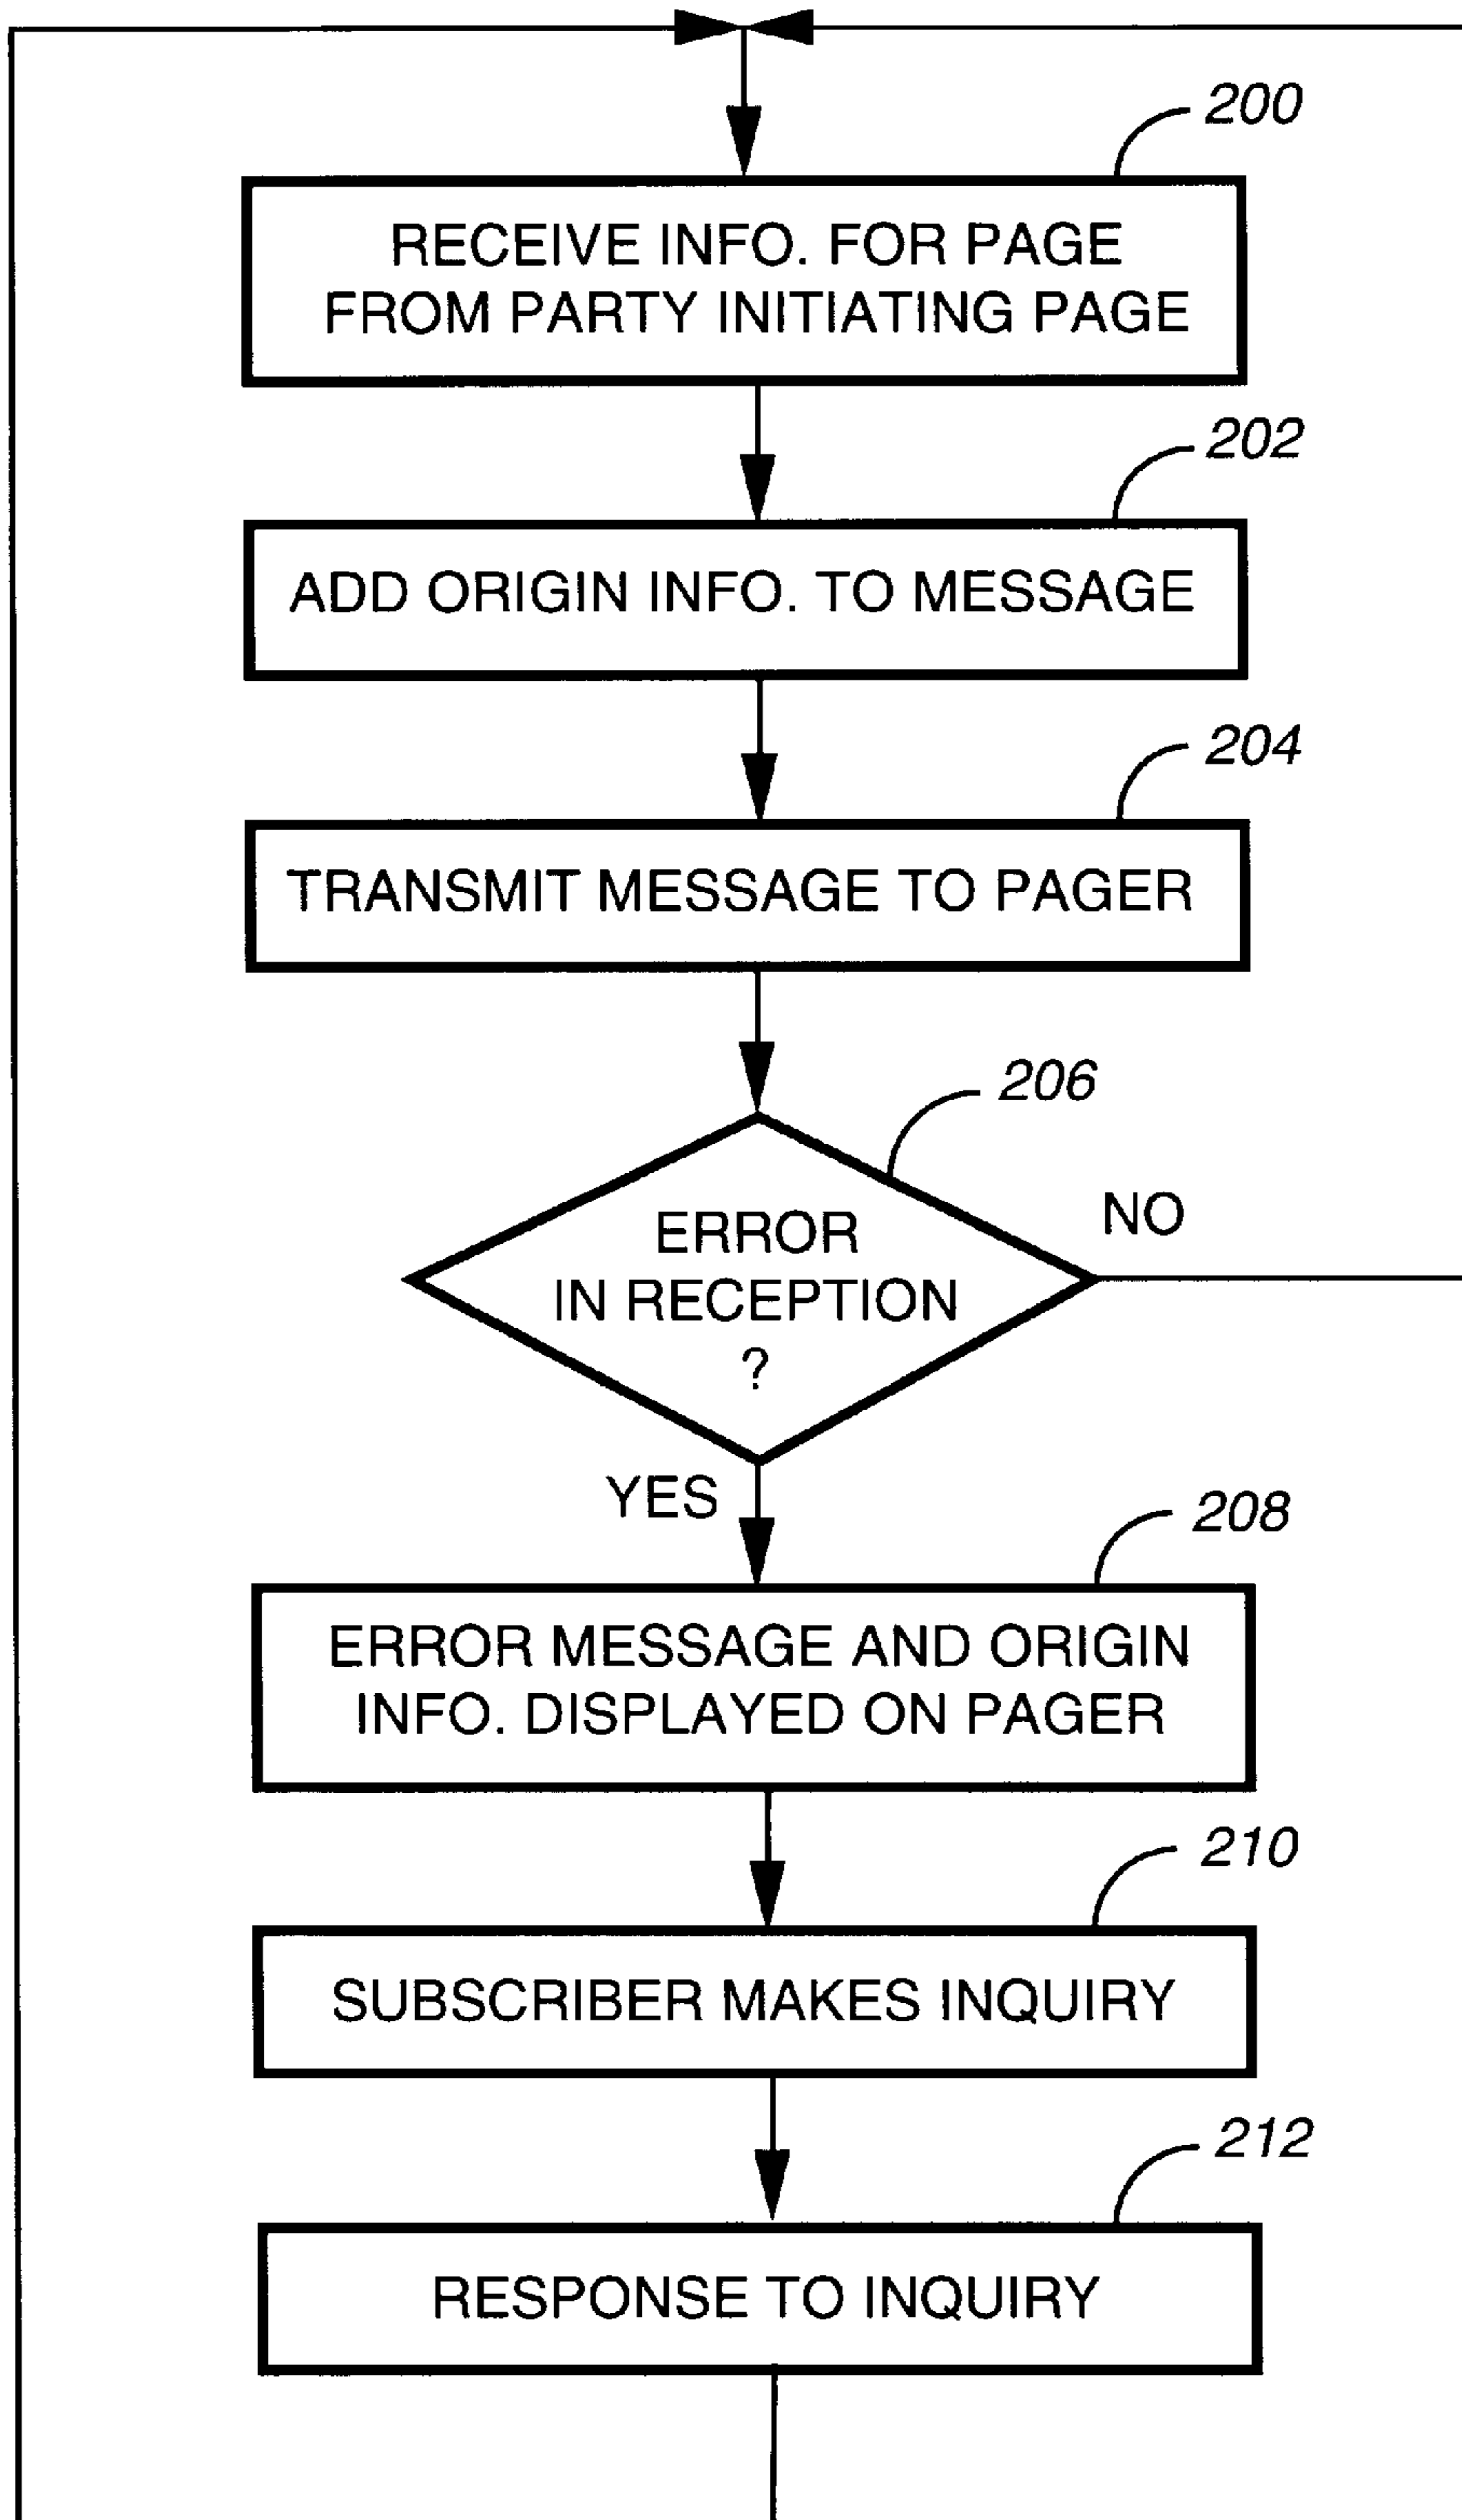 200
RECEIVE INFO. FOR PAGE
FROM PARTY INITIATING PAGE
202
ADD ORIGIN INFO. TO MESSAGE
204
TRANSMIT MESSAGE TO PAGER
206
NO
ERROR
IN RECEPTION
?
YES
208
ERROR MESSAGE AND ORIGIN
INFO. DISPLAYED ON PAGER
210
SUBSCRIBER MAKES INQUIRY
212
RESPONSE TO INQUIRY